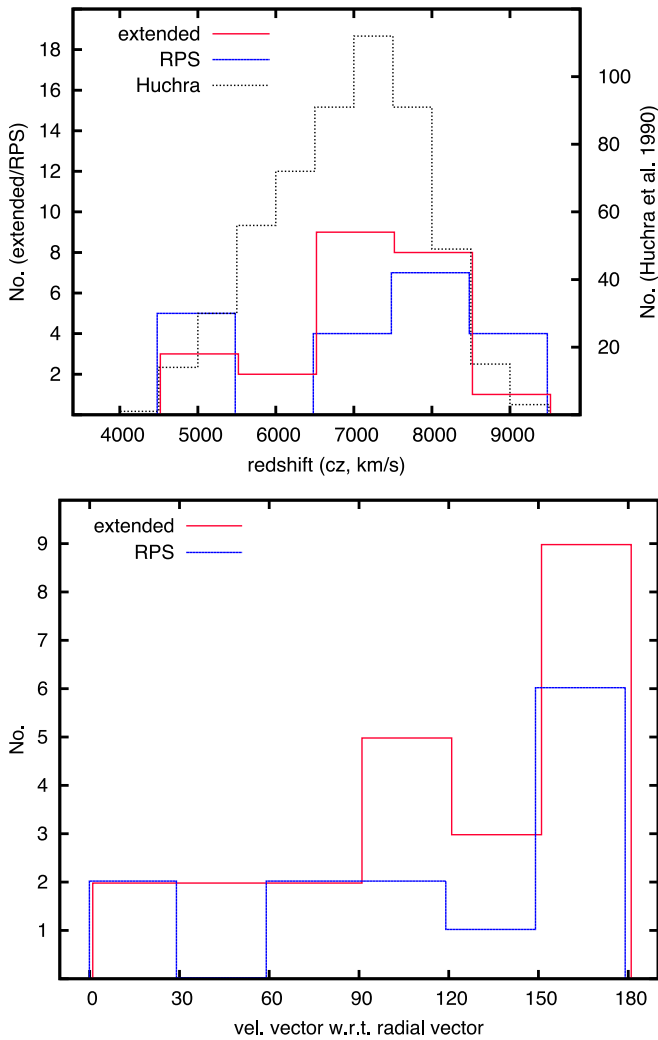 extended
RPS
Huchra
18
16
14
12
10
8
6
4
2
No. (extended/RPS)
100
80
60
40
20
No. (Huchra et al. 1990)
4000 5000 6000 7000 8000 9000
redshift (cz, km/s)
extended
RPS
9
8
7
6
5
4
3
2
1
No.
0 30 60 90 120 150 180
vel. vector w.r.t. radial vector